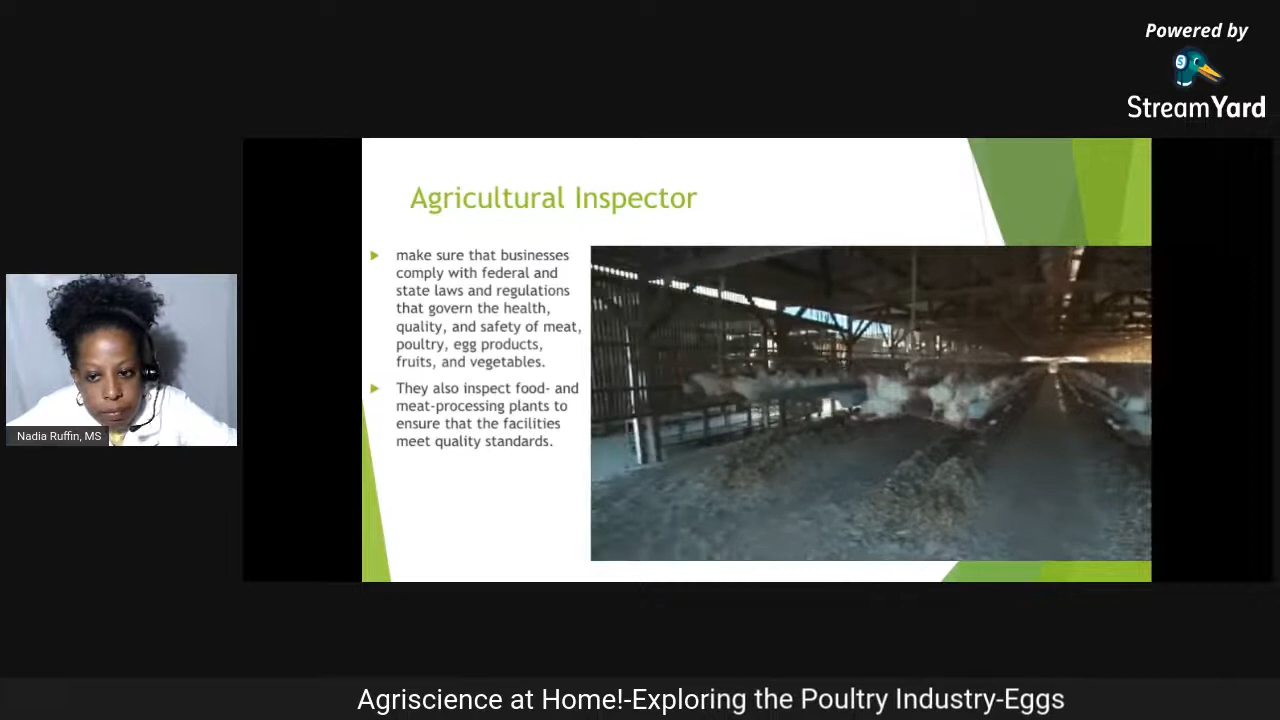 Powered by
StreamYard
Agricultural Inspector
make sure that businesses
comply with federal and
state laws and regulations
that govern the health,
quality, and safety of meat,
poultry, egg products,
fruits, and vegetables.
They also inspect food- and
meat-processing plants to
ensure that the facilities
meet quality standards.
Nadia Ruffin, MS
Agriscience at Home!-Exploring the Poultry Industry-Eggs